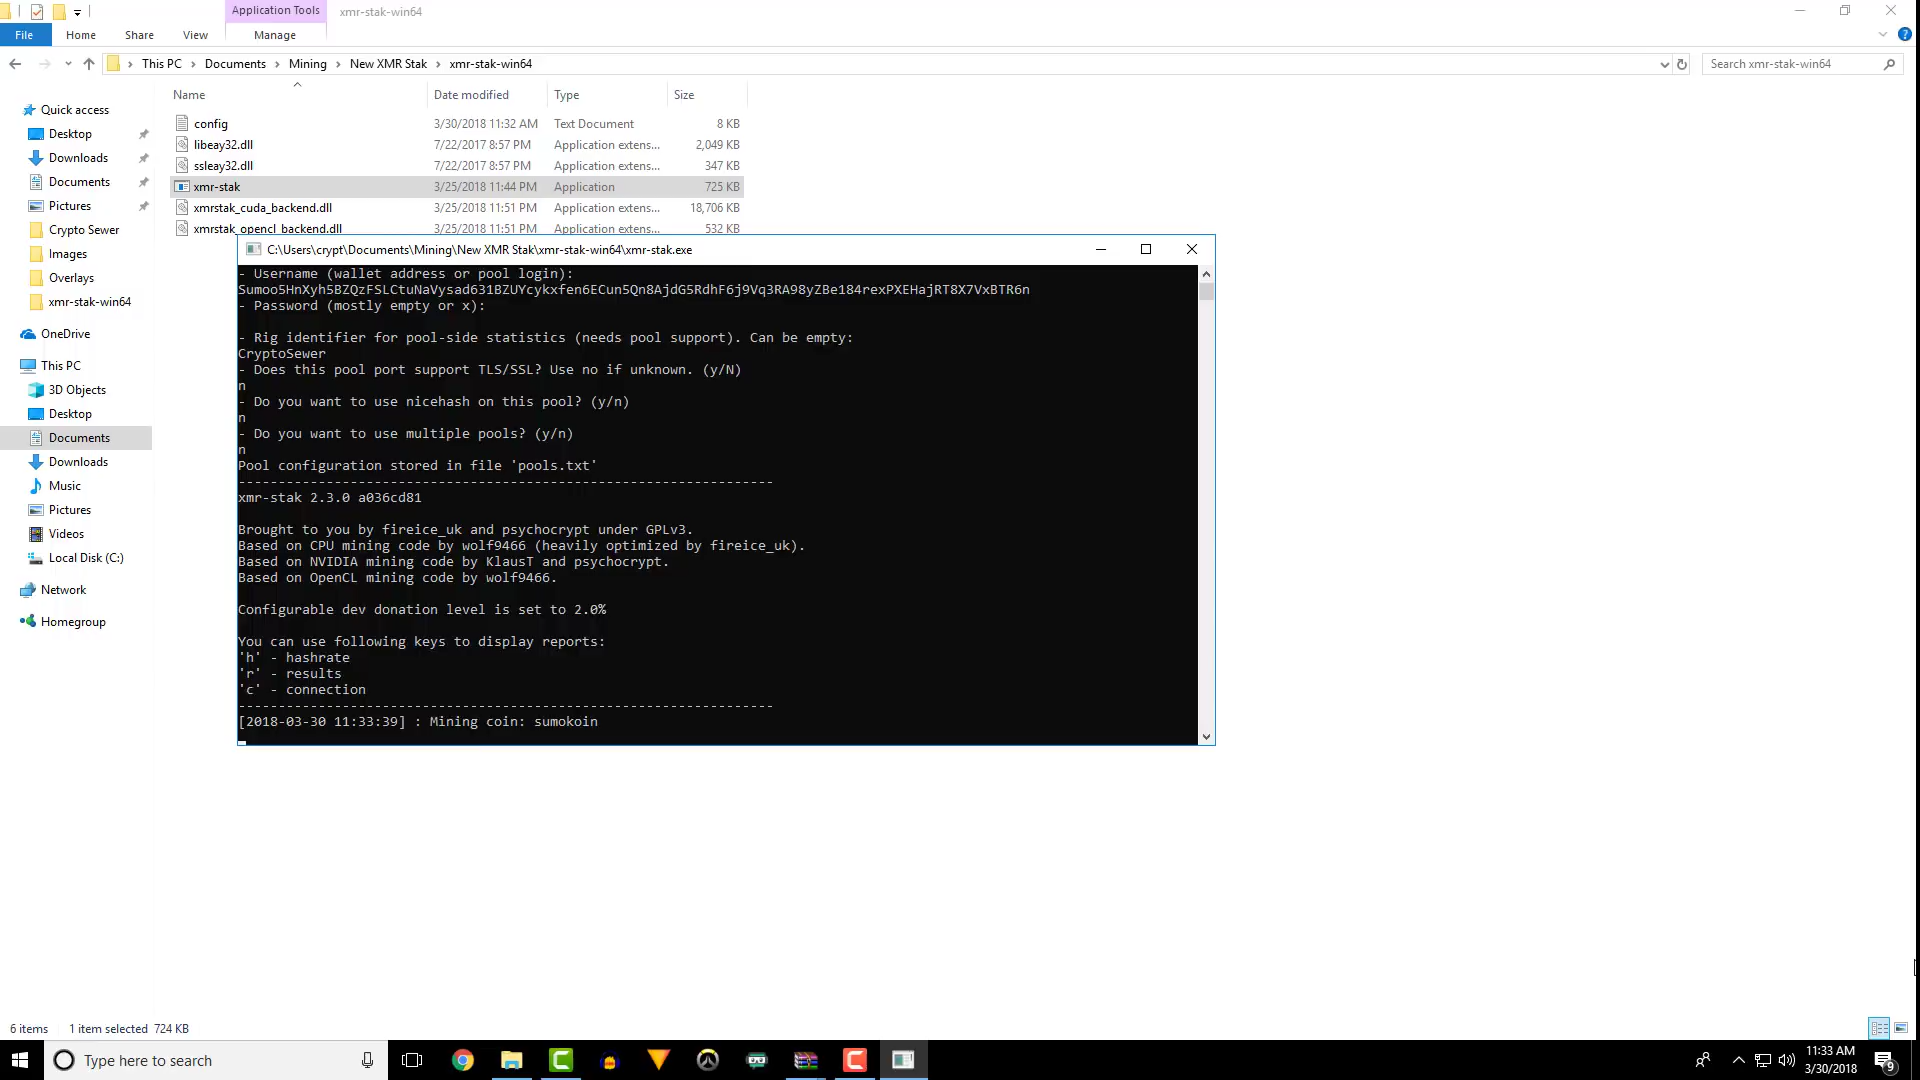 Application Tools
xmr-stak-win64
File
Home
Share
View
Manage
This PC
Documents
Mining
New XMR Stak
xmr-stak-win64
Search xmr-stak-win64
Name
Date modified
Type
Size
config
3/30/2018 11:32 AM
Text Document
8 KB
libeay32.dll
7/22/2017 8:57 PM
Application extens...
2,049 KB
ssleay32.dll
7/22/2017 8:57 PM
Application extens...
347 KB
xmr-stak
3/25/2018 11:44 PM
Application
725 KB
xmrstak_cuda_backend.dll
3/25/2018 11:51 PM
Application extens...
18,706 KB
xmrstak_opencl_backend.dll
3/25/2018 11:51 PM
Application extens...
532 KB
Quick access
Desktop
Downloads
Documents
Pictures
Crypto Sewer
Images
Overlays
xmr-stak-win64
OneDrive
This PC
3D Objects
Desktop
Documents
Downloads
Music
Pictures
Videos
Local Disk (C:)
Network
Homegroup
C:\Users\crypt\Documents\Mining\New XMR Stak\xmr-stak-win64\xmr-stak.exe
- Username (wallet address or pool login):
Sumoo5HnXyh5BZQzFSLCtuNaVysad631BZUYcykxfen6ECun5Qn8AjdG5RdhF6j9Vq3RA98yZBe184rexPXEHajRT8X7VxBTR6n
- Password (mostly empty or x):
- Rig identifier for pool-side statistics (needs pool support). Can be empty:
CryptoSewer
- Does this pool port support TLS/SSL? Use no if unknown. (y/N)
n
- Do you want to use nicehash on this pool? (y/n)
n
- Do you want to use multiple pools? (y/n)
n
Pool configuration stored in file 'pools.txt'
-------------------------------------------------------------------
xmr-stak 2.3.0 a036cd81
Brought to you by fireice_uk and psychocrypt under GPLv3.
Based on CPU mining code by wolf9466 (heavily optimized by fireice_uk).
Based on NVIDIA mining code by KlausT and psychocrypt.
Based on OpenCL mining code by wolf9466.
Configurable dev donation level is set to 2.0%
You can use following keys to display reports:
'h' - hashrate
'r' - results
'c' - connection
-------------------------------------------------------------------
[2018-03-30 11:33:39] : Mining coin: sumokoin
6 items
1 item selected 724 KB
Type here to search
11:33 AM
3/30/2018
9